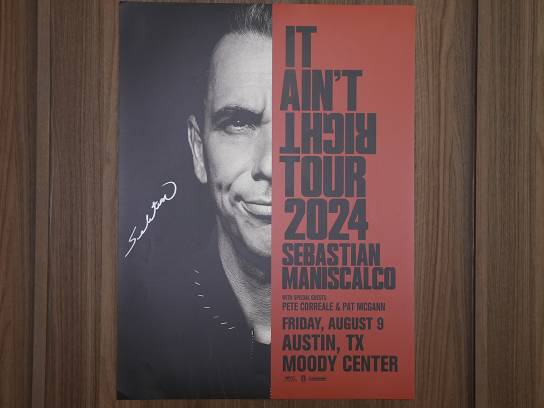 IT
AIN'T
RIGHT
TOUR
2024
SEBASTIAN
MANISCALCO
WITH SPECIAL GUESTS
PETE CORREALE & PAT MCGANN
FRIDAY, AUGUST 9
AUSTIN, TX
MOODY CENTER